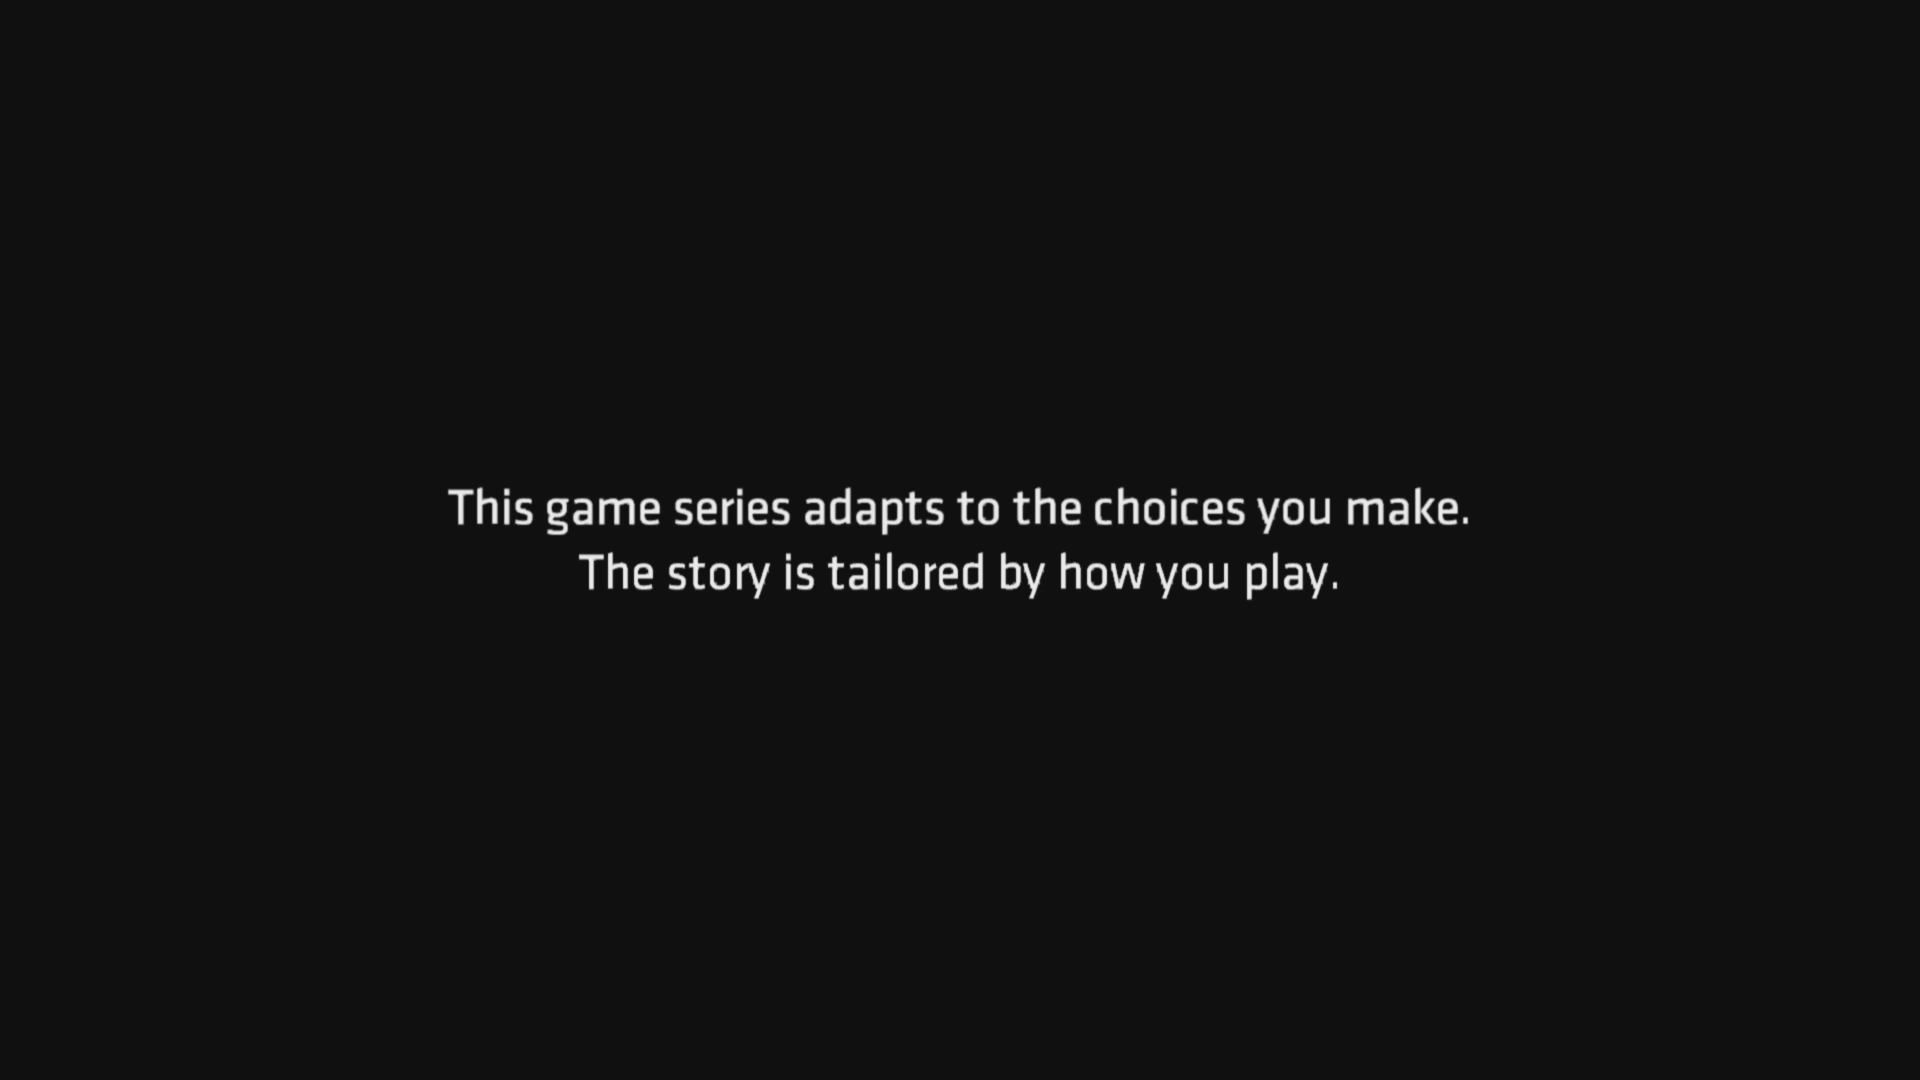 This game series adapts to the choices you make.
The story is tailored by how you play.